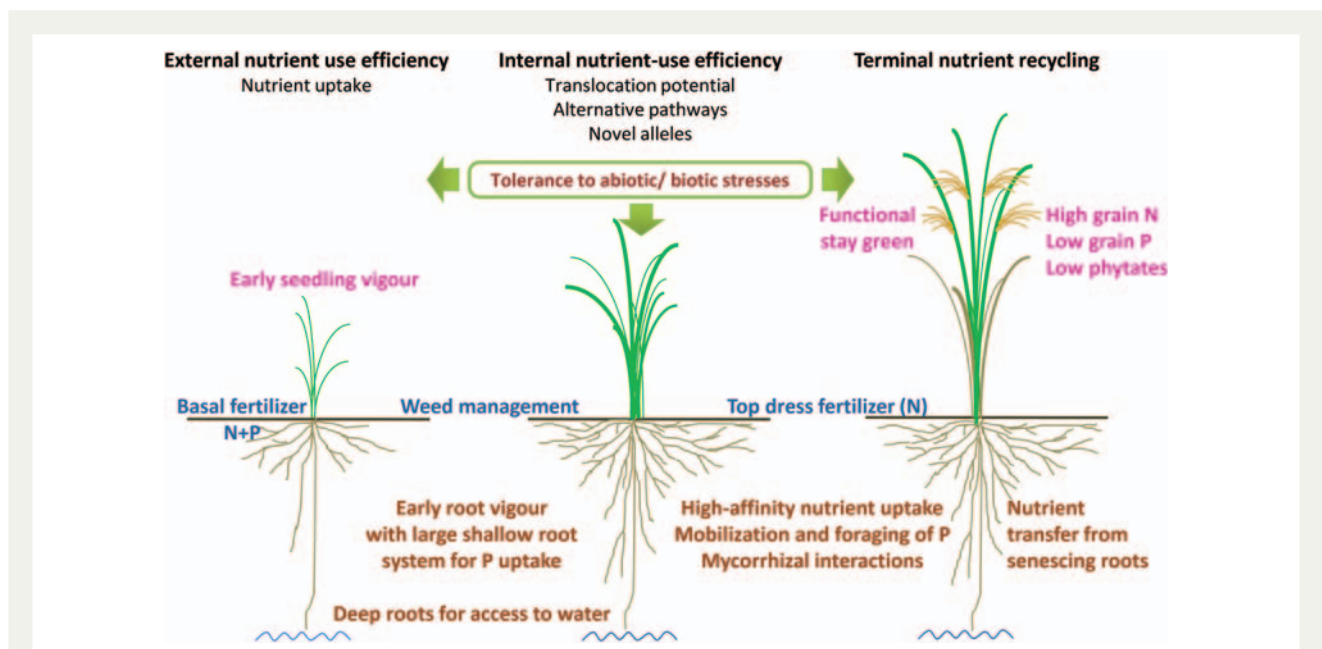 External nutrient use efficiency
Nutrient uptake
Internal nutrient-use efficiency
Translocation potential
Alternative pathways
Novel alleles
Terminal nutrient recycling
Tolerance to abiotic/ biotic stresses
Functional
stay green
High grain N
Low grain P
Low phytates
Early seedling vigour
Basal fertilizer
N+P
Weed management
Top dress fertilizer (N)
Early root vigour
with large shallow root
system for P uptake
High-affinity nutrient uptake
Mobilization and foraging of P
Mycorrhizal interactions
Nutrient
transfer from
senescing roots
Deep roots for access to water